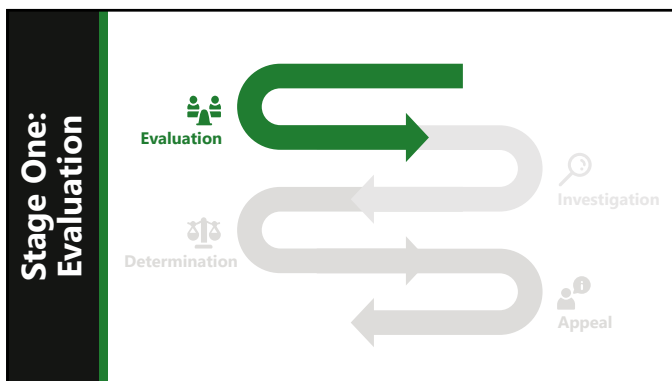 Stage One:
Evaluation
Evaluation
Investigation
Determination
Appeal